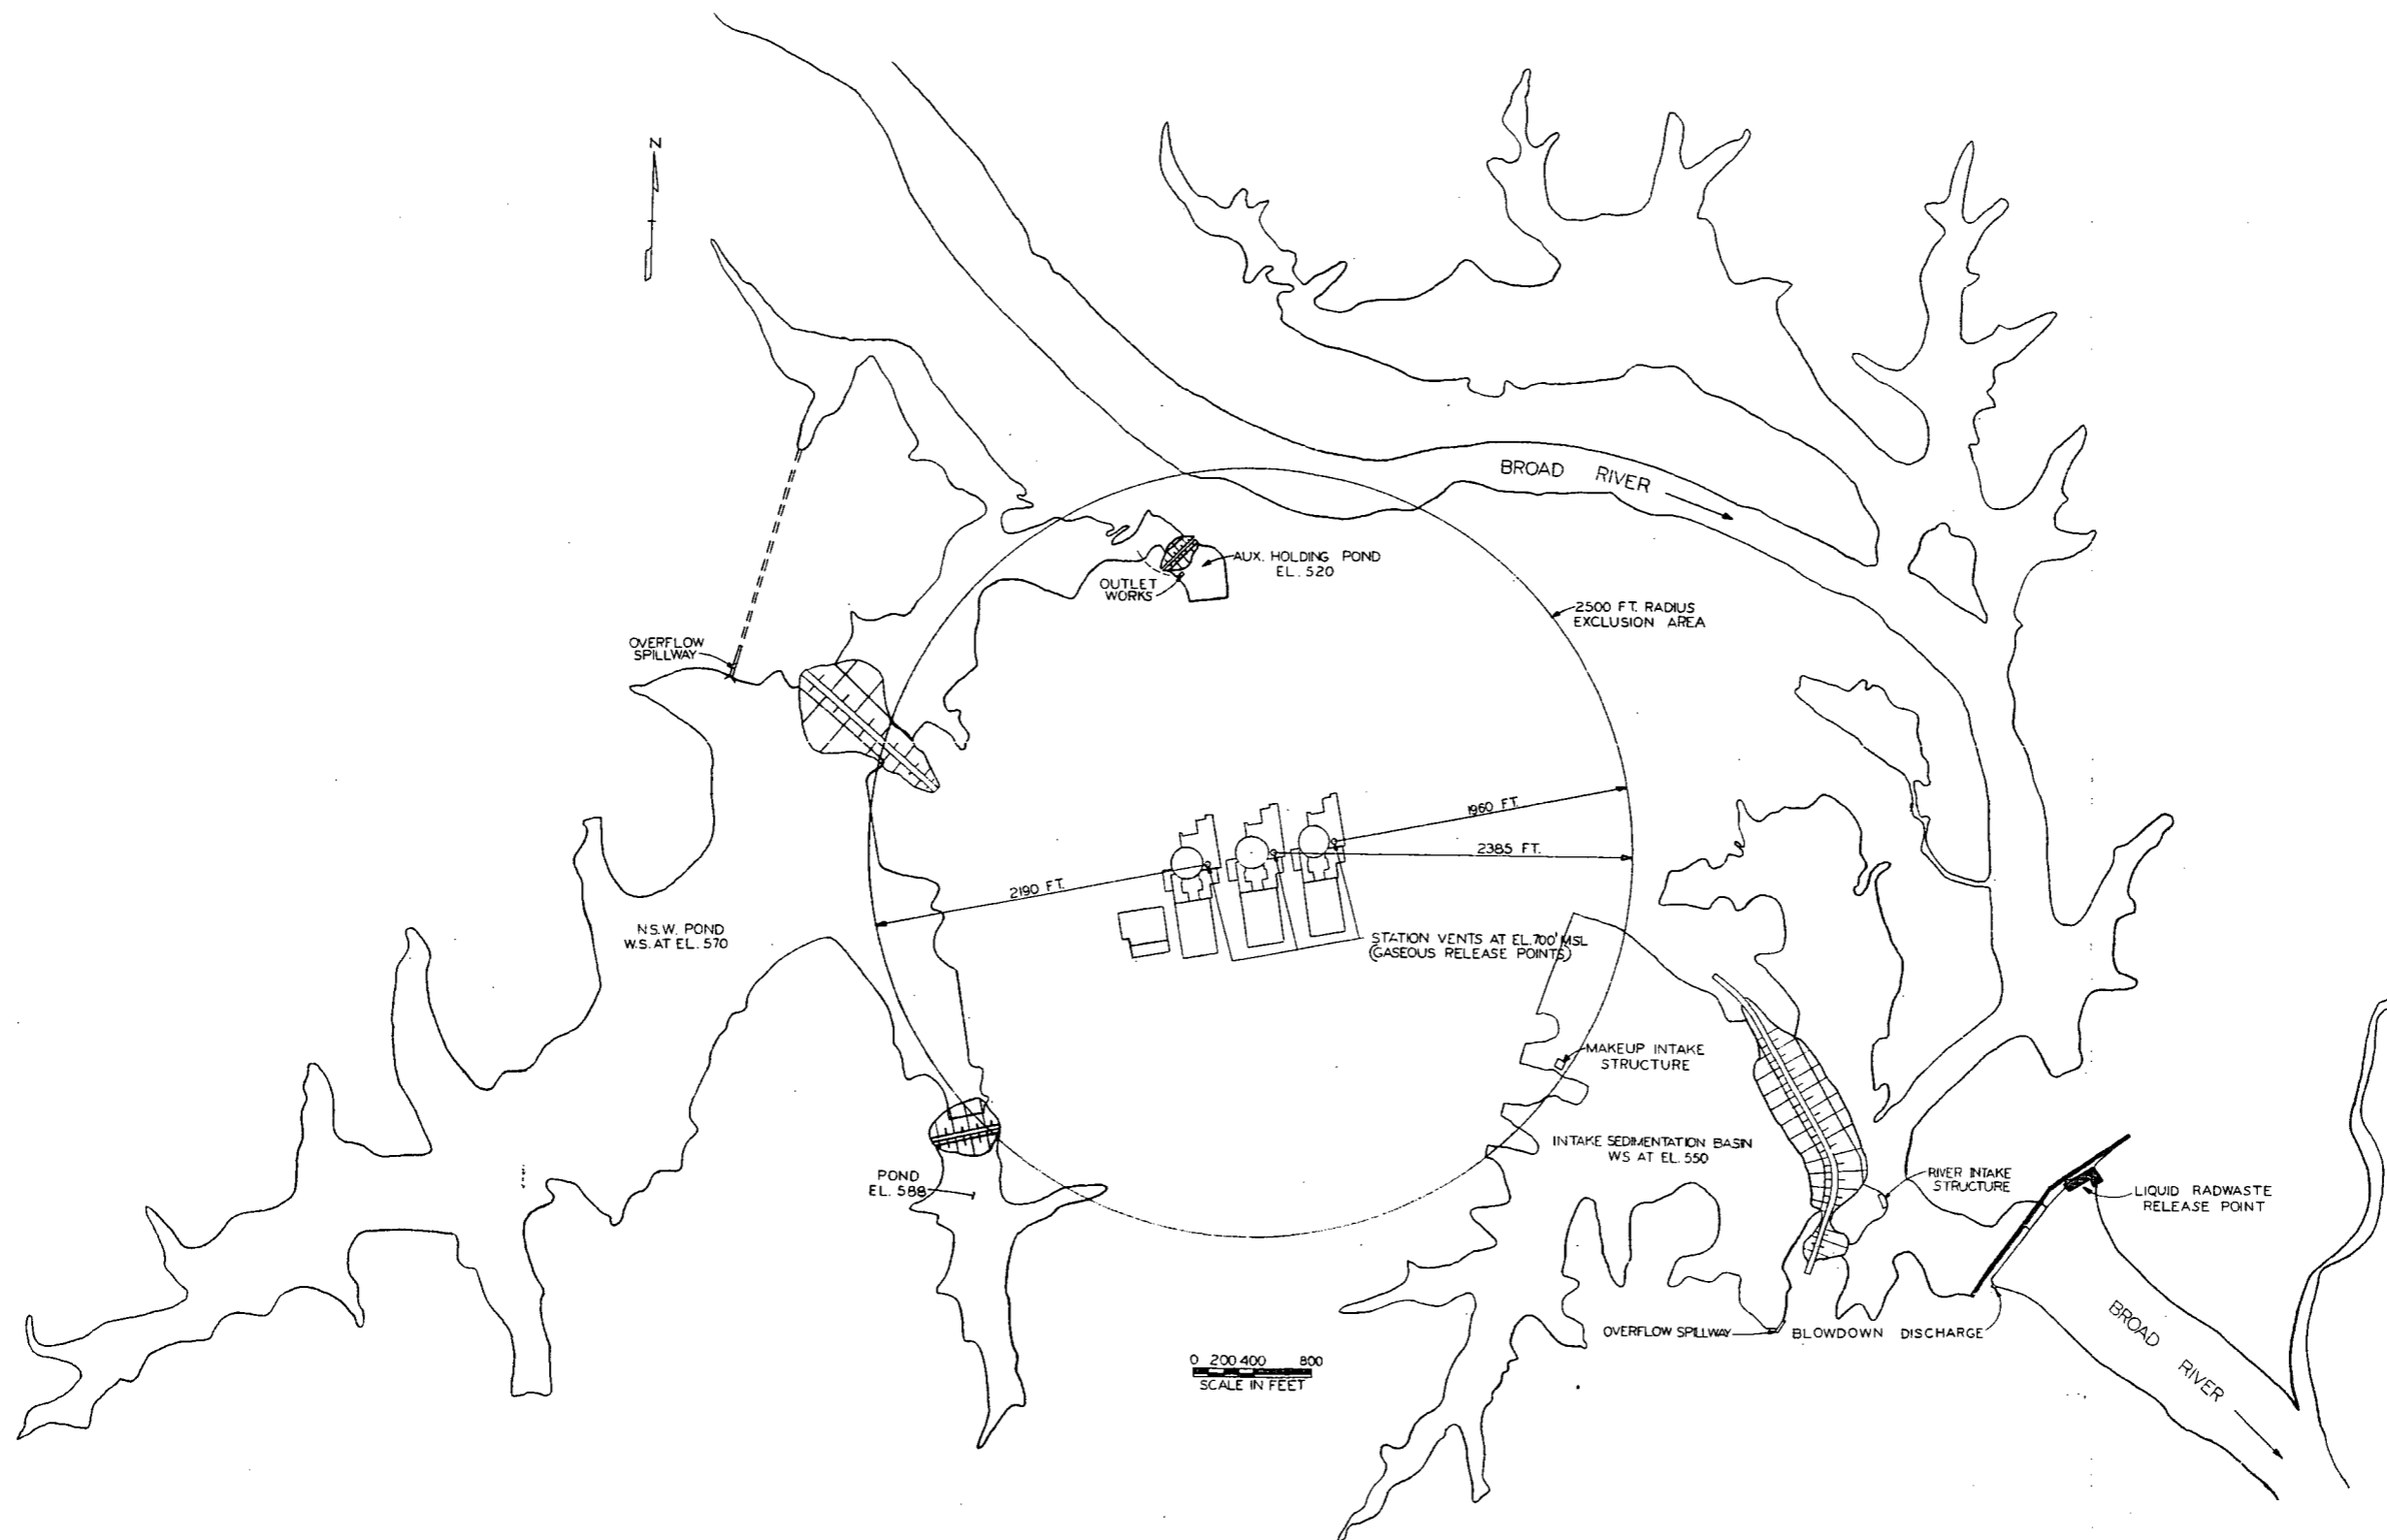 N
BROAD RIVER
AUX. HOLDING POND
EL. 520
OUTLET
WORKS
2500 FT. RADIUS
EXCLUSION AREA
OVERFLOW
SPILLWAY
1960 FT.
2385 FT.
2190 FT.
N.S.W. POND
W.S. AT EL. 570
STATION VENTS AT EL. 700' MSL
(GASEOUS RELEASE POINTS)
MAKEUP INTAKE
STRUCTURE
INTAKE SEDIMENTATION BASIN
WS AT EL. 550
POND
EL. 588
RIVER INTAKE
STRUCTURE
LIQUID RADWASTE
RELEASE POINT
OVERFLOW SPILLWAY
BLOWDOWN DISCHARGE
BROAD RIVER
0 200 400 800
SCALE IN FEET